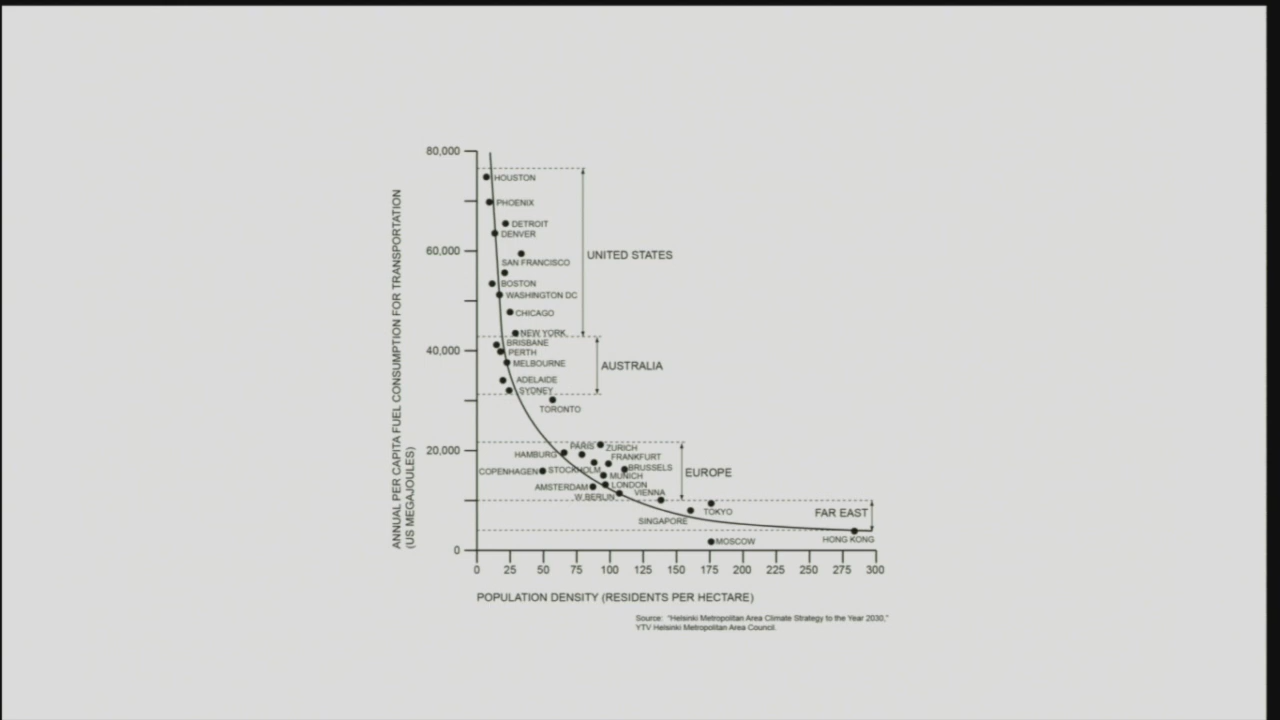 80,000
60,000
40,000
20,000
0
ANNUAL PER CAPITA FUEL CONSUMPTION FOR TRANSPORTATION
(US MEGAJOULES)
HOUSTON
PHOENIX
DETROIT
DENVER
SAN FRANCISCO
BOSTON
WASHINGTON DC
CHICAGO
NEW YORK
UNITED STATES
BRISBANE
PERTH
MELBOURNE
ADELAIDE
SYDNEY
AUSTRALIA
TORONTO
PARIS
ZURICH
HAMBURG
FRANKFURT
COPENHAGEN
STOCKHOLM
BRUSSELS
MUNICH
EUROPE
AMSTERDAM
LONDON
W.BERLIN
VIENNA
TOKYO
FAR EAST
SINGAPORE
HONG KONG
MOSCOW
0 25 50 75 100 125 150 175 200 225 250 275 300
POPULATION DENSITY (RESIDENTS PER HECTARE)
Source: "Helsinki Metropolitan Area Climate Strategy to the Year 2030,"
YTV Helsinki Metropolitan Area Council.